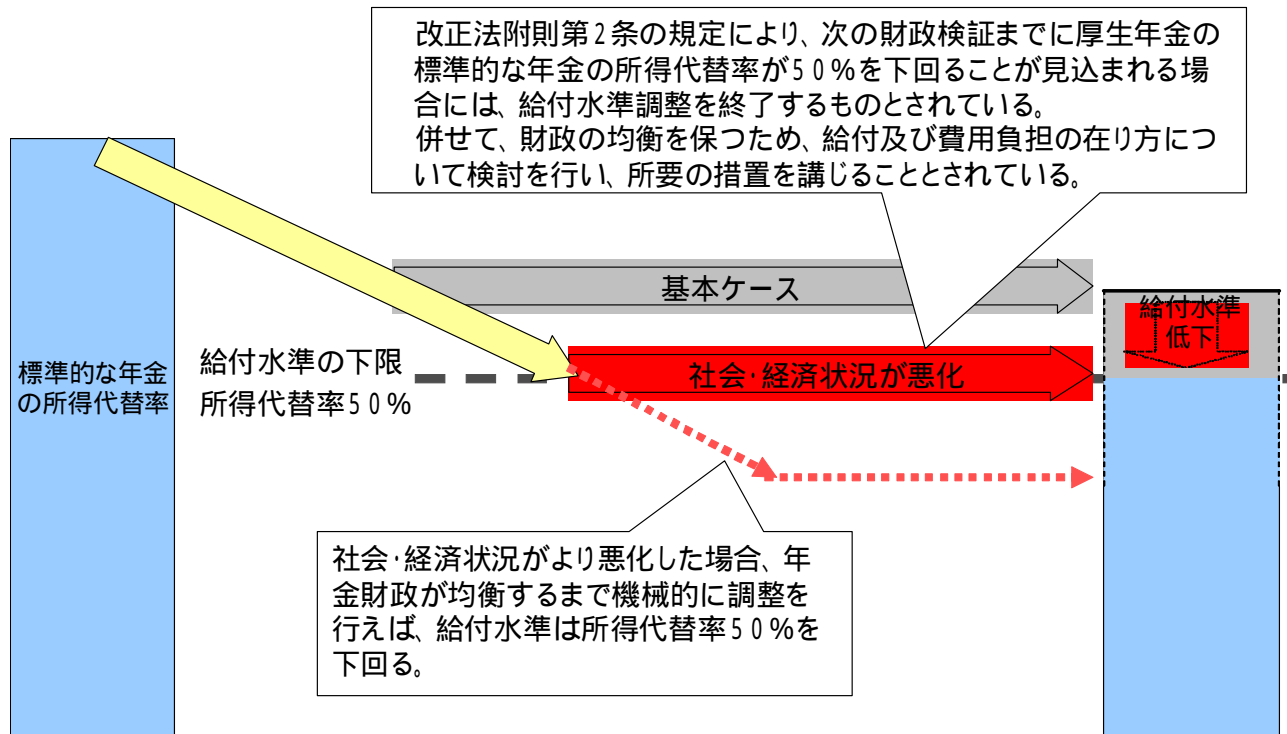 改正法附則第2条の規定により、次の財政検証までに厚生年金の
標準的な年金の所得代替率が50%を下回ることが見込まれる場
合には、給付水準調整を終了するものとされている。
併せて、財政の均衡を保つため、給付及び費用負担の在り方につ
いて検討を行い、所要の措置を講じることとされている。
基本ケース
給付水準
低下
標準的な年金
の所得代替率
給付水準の下限
所得代替率50%
社会・経済状況が悪化
社会・経済状況がより悪化した場合、年
金財政が均衡するまで機械的に調整を
行えば、給付水準は所得代替率50%を
下回る。